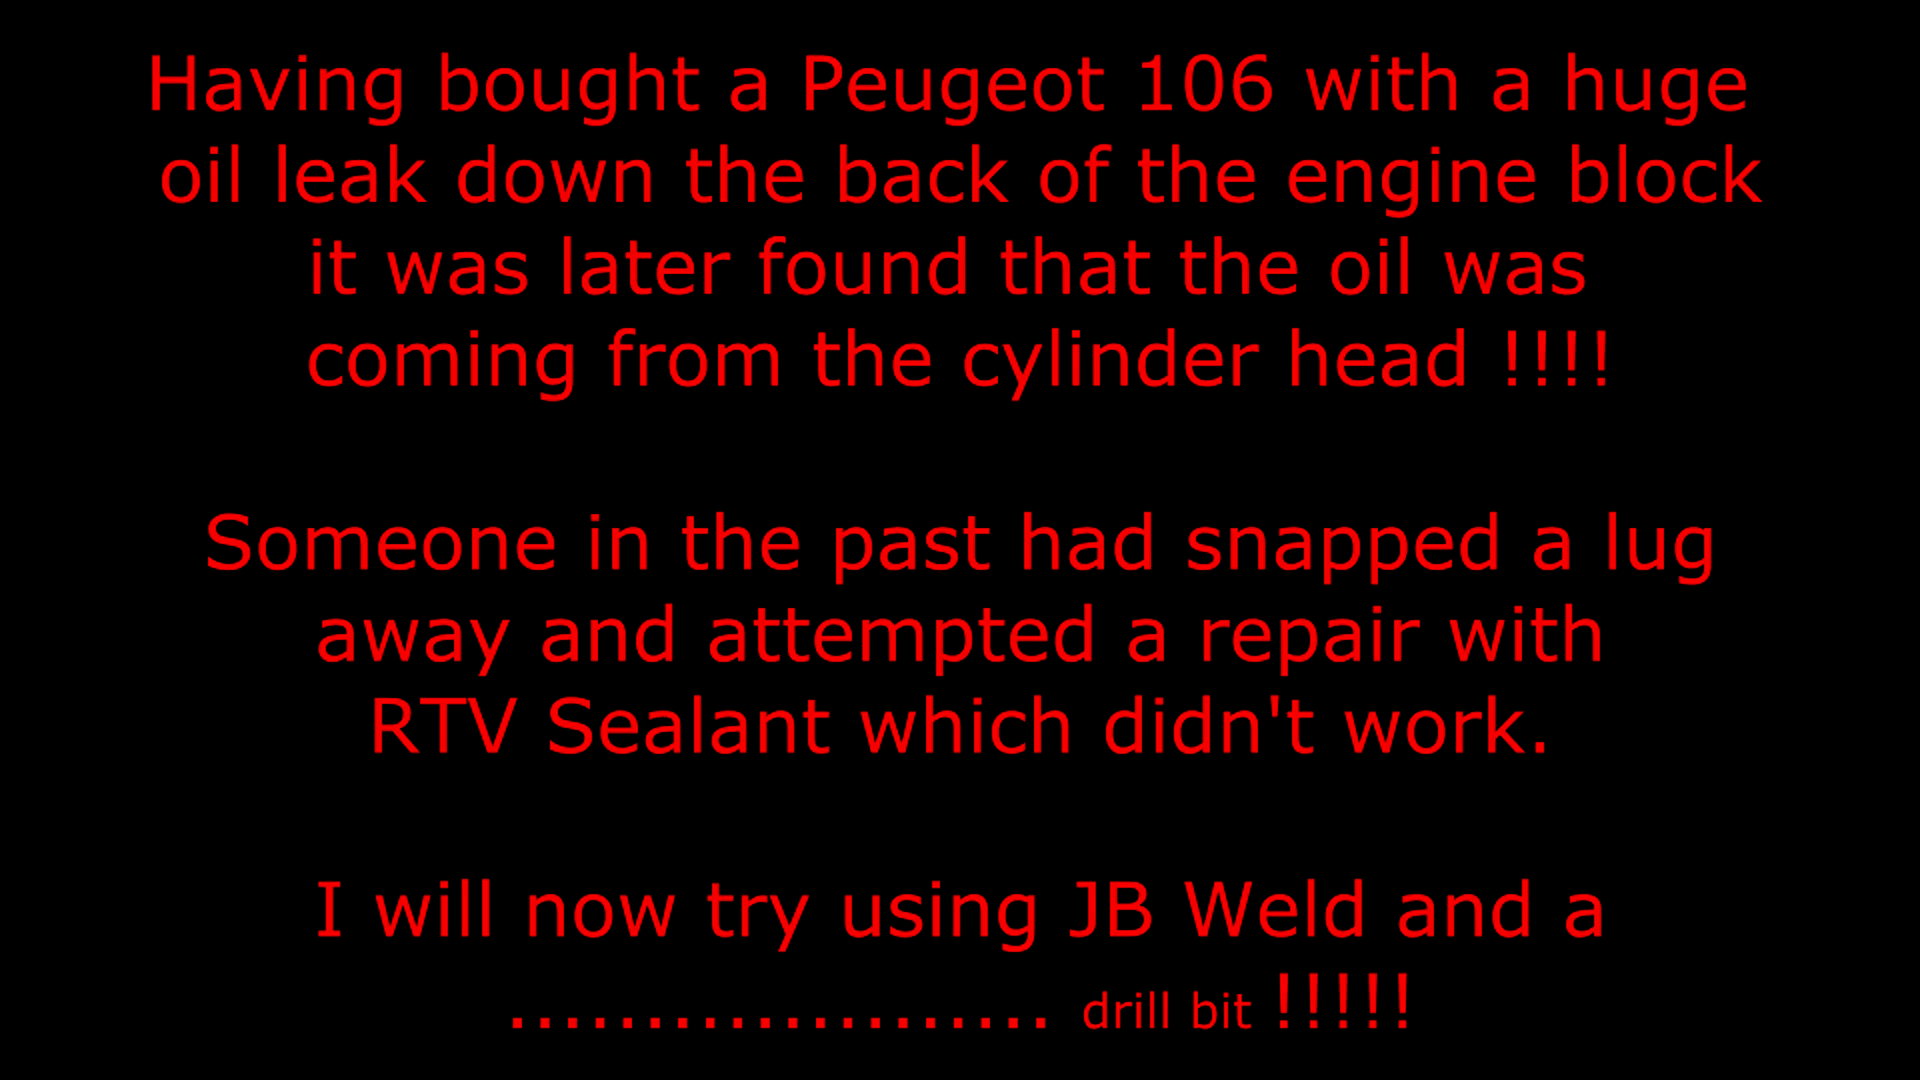 Having bought a Peugeot 106 with a huge
oil leak down the back of the engine block
it was later found that the oil was
coming from the cylinder head !!!!
Someone in the past had snapped a lug
away and attempted a repair with
RTV Sealant which didn't work.
I will now try using JB Weld and a
.................... drill bit !!!!!